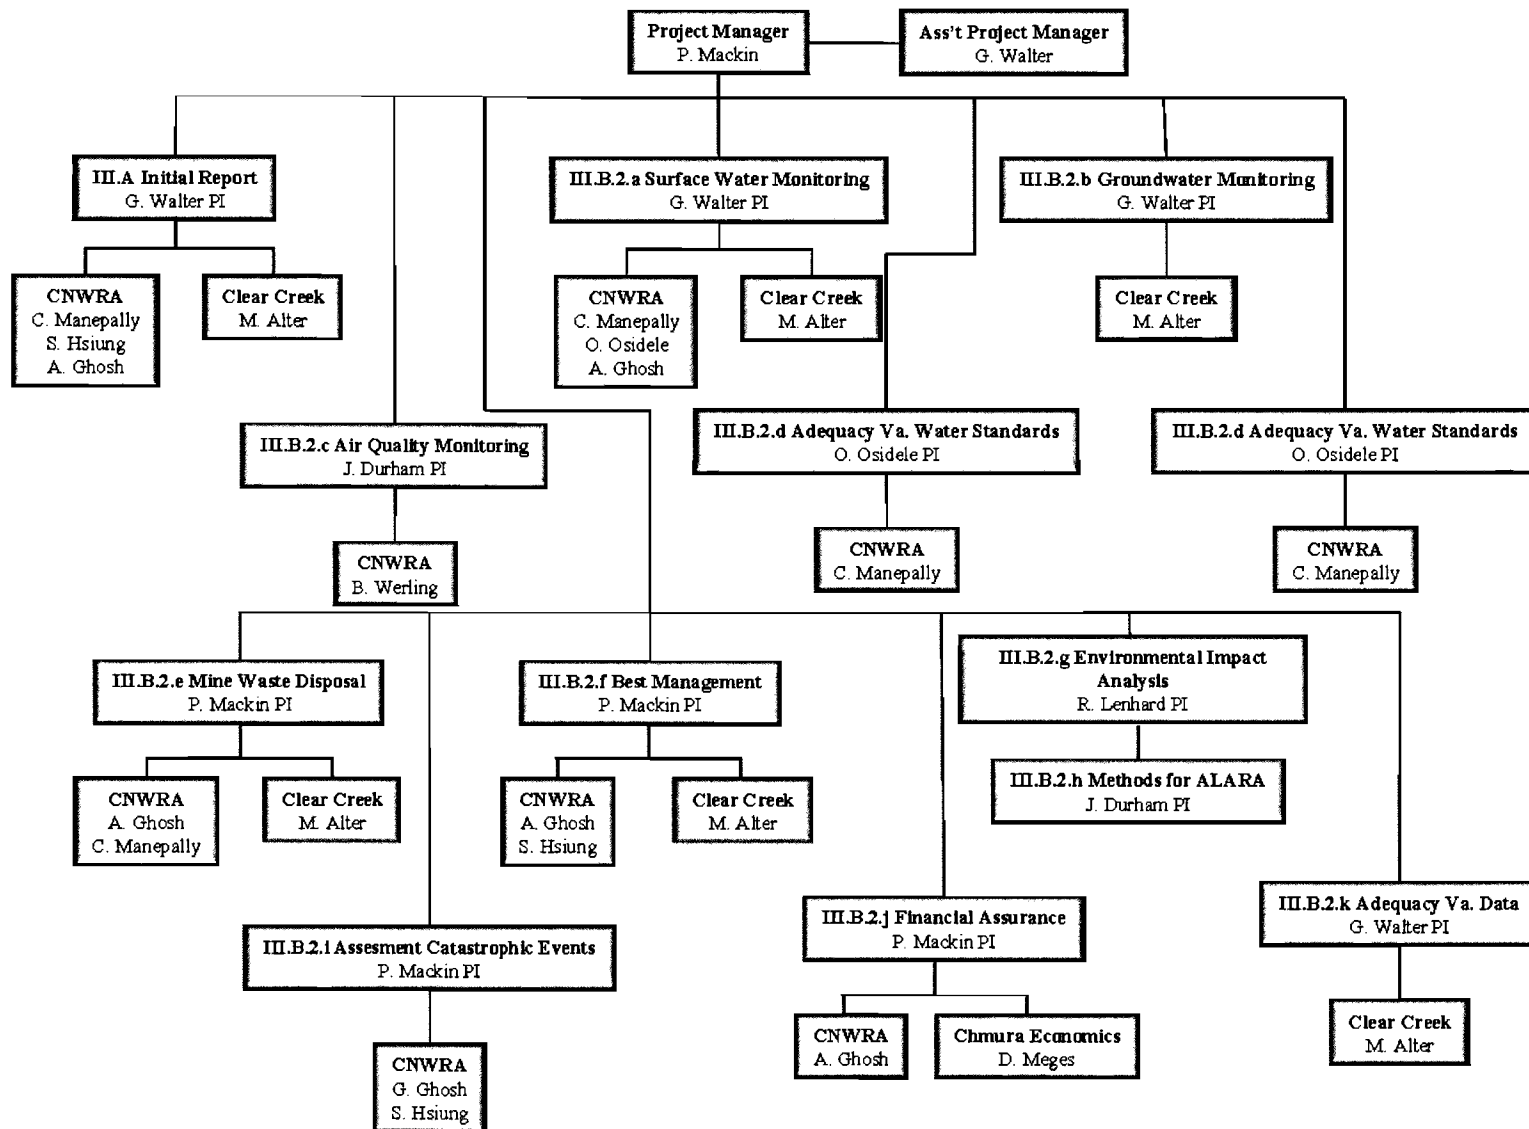 Project Manager
P. Mackin
Ass't Project Manager
G. Walter
III.A Initial Report
G. Walter PI
III.B.2.a Surface Water Monitoring
G. Walter PI
III.B.2.b Groundwater Monitoring
G. Walter PI
CNWRA
C. Manepally
S. Hsiung
A. Ghosh
Clear Creek
M. Alter
CNWRA
C. Manepally
O. Osidele
A. Ghosh
Clear Creek
M. Alter
Clear Creek
M. Alter
III.B.2.c Air Quality Monitoring
J. Durham PI
III.B.2.d Adequacy Va. Water Standards
O. Osidele PI
III.B.2.d Adequacy Va. Water Standards
O. Osidele PI
CNWRA
B. Werling
CNWRA
C. Manepally
CNWRA
C. Manepally
III.B.2.e Mine Waste Disposal
P. Mackin PI
III.B.2.f Best Management
P. Mackin PI
III.B.2.g Environmental Impact
Analysis
R. Lenhard PI
CNWRA
A. Ghosh
C. Manepally
Clear Creek
M. Alter
CNWRA
A. Ghosh
S. Hsiung
Clear Creek
M. Alter
III.B.2.h Methods for ALARA
J. Durham PI
III.B.2.i Assesment Catastrophic Events
P. Mackin PI
III.B.2.j Financial Assurance
P. Mackin PI
III.B.2.k Adequacy Va. Data
G. Walter PI
CNWRA
G. Ghosh
S. Hsiung
CNWRA
A. Ghosh
Chmura Economics
D. Meges
Clear Creek
M. Alter